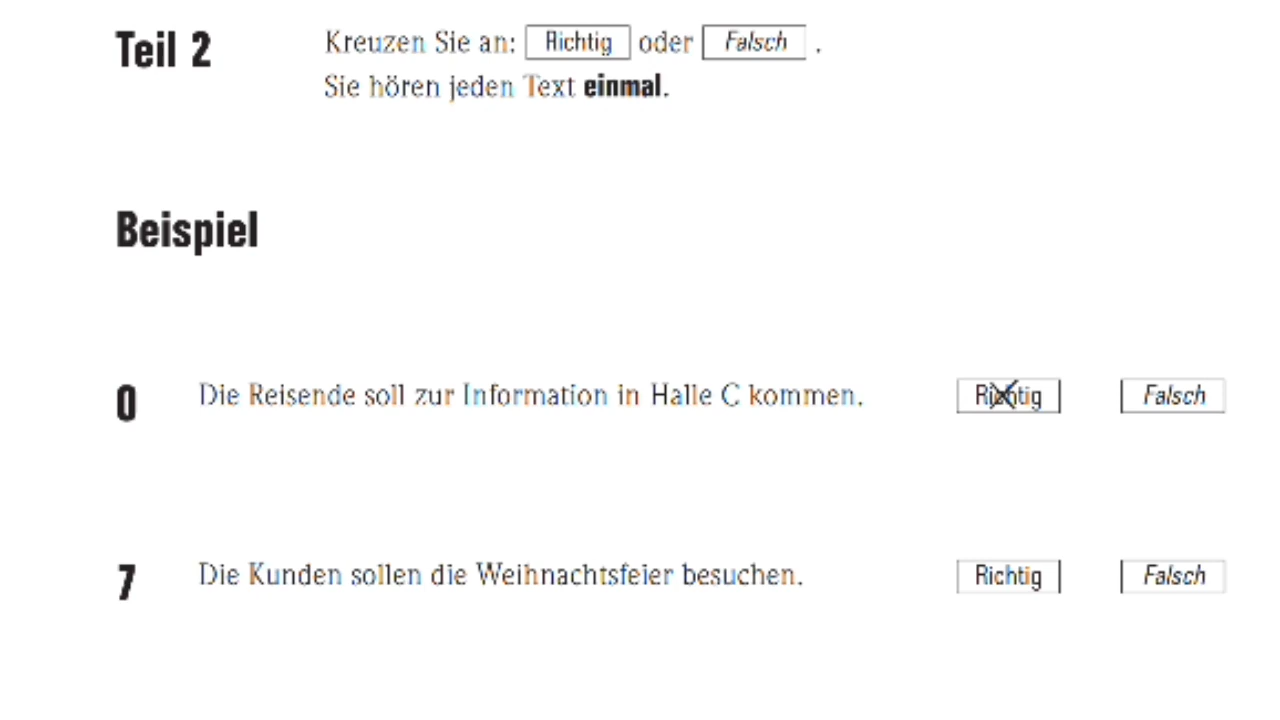 Teil 2 Kreuzen Sie an: Richtig oder Falsch .
Sie hören jeden Text einmal.
Beispiel
0 Die Reisende soll zur Information in Halle C kommen. Richtig Falsch
7 Die Kunden sollen die Weihnachtsfeier besuchen. Richtig Falsch